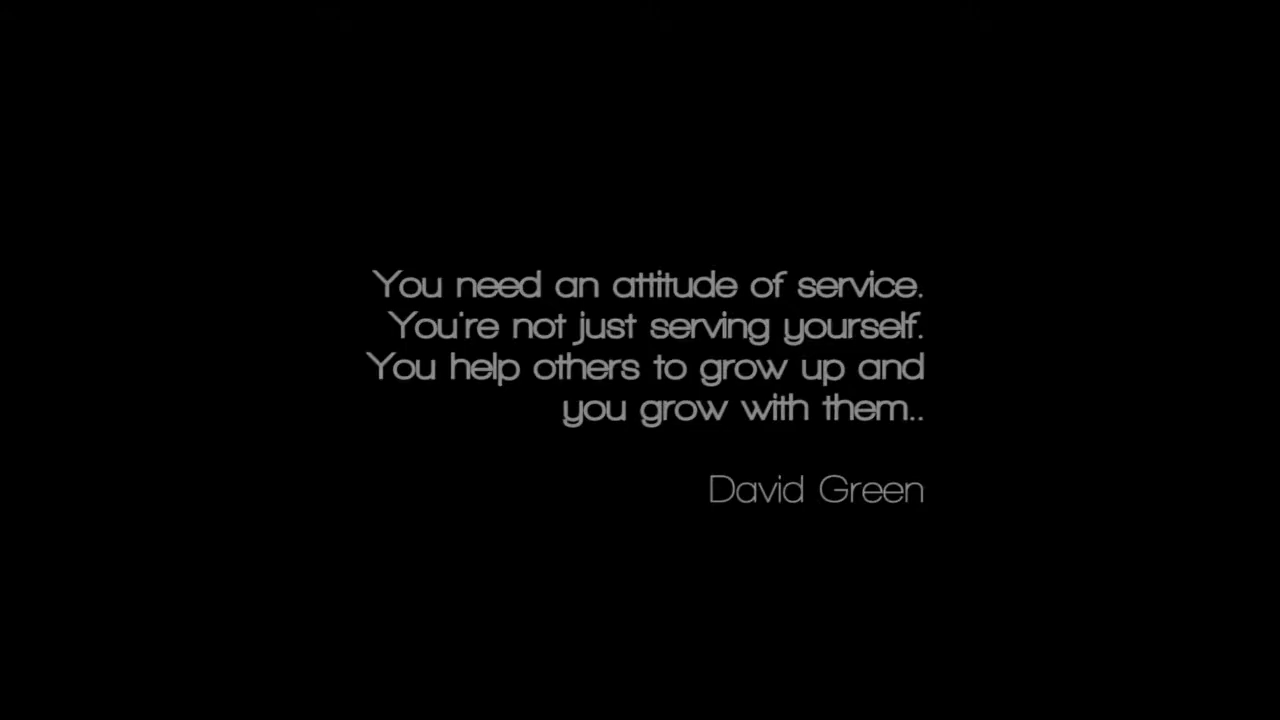 You need an attitude of service.
You're not just serving yourself.
You help others to grow up and
you grow with them..
David Green